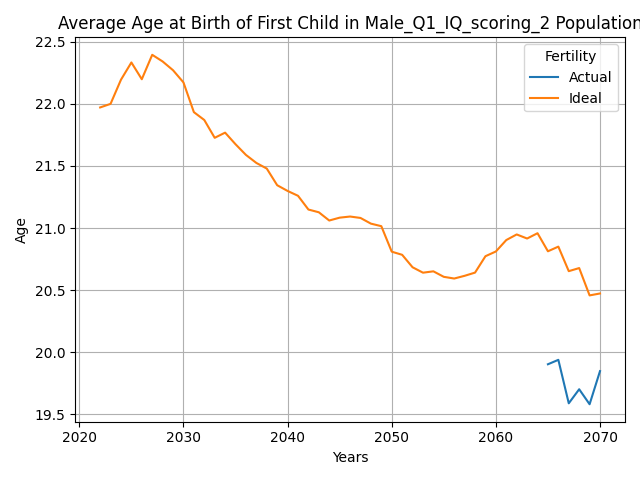 Average Age at Birth of First Child in Male_Q1_IQ_scoring_2 Population
22.5
22.0
21.5
21.0
20.5
20.0
19.5
Age
Fertility
Actual
Ideal
2020
2030
2040
2050
2060
2070
Years